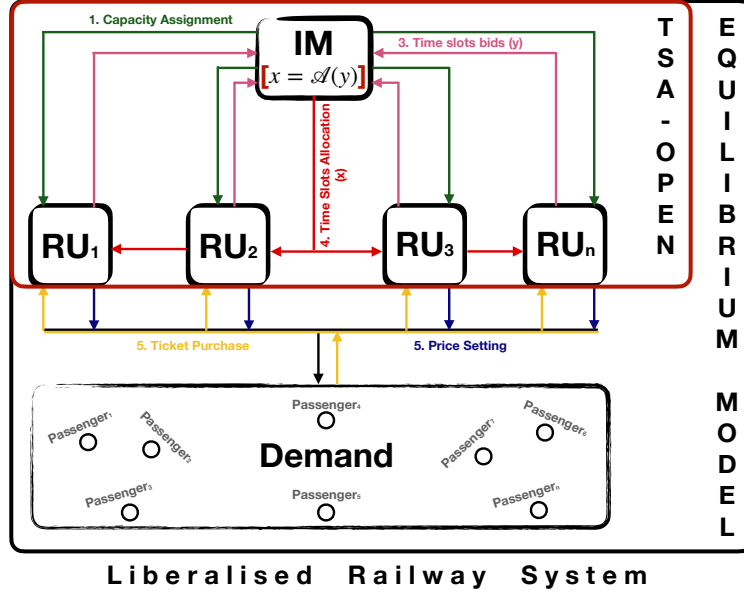 1. Capacity Assignment
IM
[x = 𝒜(y)]
3. Time slots bids (y)
4. Time Slots Allocation
(x)
RU₁
RU₂
RU₃
RUₙ
TSA-OPEN
EQUILIBRIUM MODEL
5. Ticket Purchase
5. Price Setting
Passenger₁
Passenger₂
Passenger₃
Passenger₄
Passenger₅
Passenger₇
Passenger₆
Passengerₙ
Demand
Liberalised Railway System